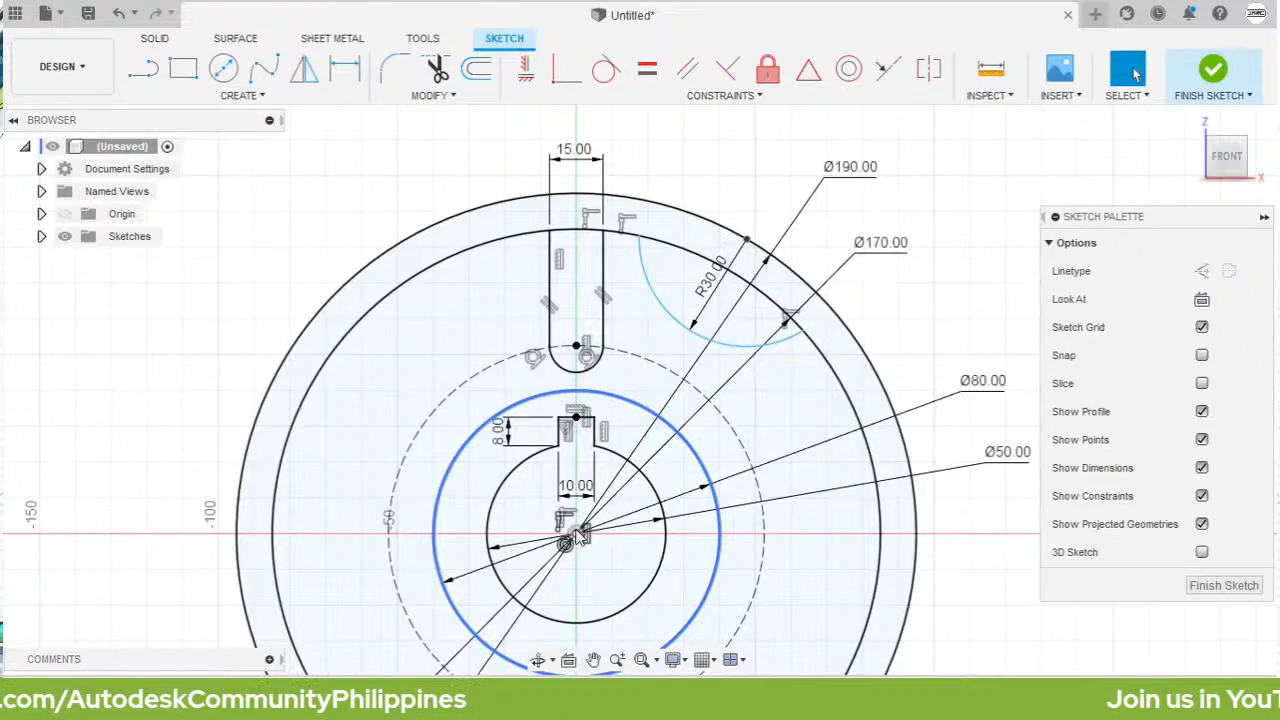 Untitled*
DESIGN
SOLID
SURFACE
SHEET METAL
TOOLS
SKETCH
CREATE
MODIFY
CONSTRAINTS
INSPECT
INSERT
SELECT
FINISH SKETCH
BROWSER
(Unsaved)
Document Settings
Named Views
Origin
Sketches
15.00
Ø190.00
Ø170.00
R30.00
Ø80.00
Ø50.00
8.00
10.00
-150
-100
-50
Z
FRONT
X
SKETCH PALETTE
Options
Linetype
Look At
Sketch Grid
Snap
Slice
Show Profile
Show Points
Show Dimensions
Show Constraints
Show Projected Geometries
3D Sketch
Finish Sketch
COMMENTS
.com/AutodeskCommunityPhilippines
Join us in YouT